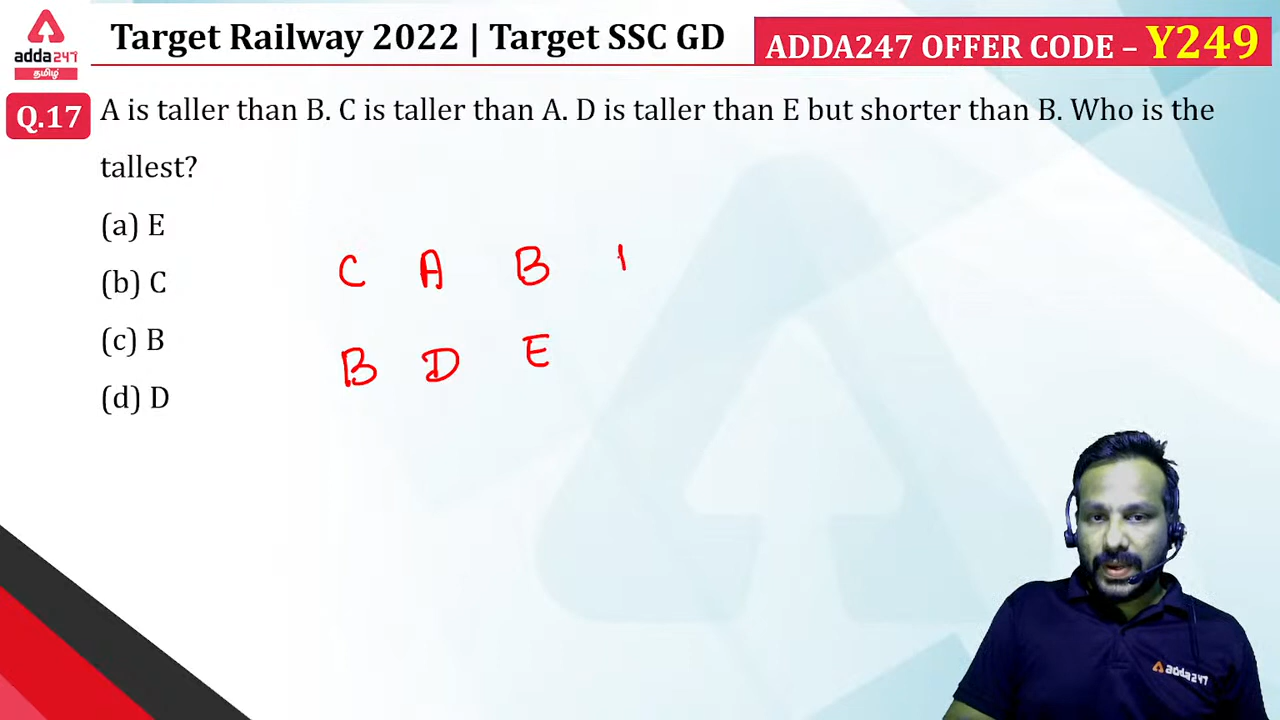 adda247
தமிழ்
Target Railway 2022 | Target SSC GD
ADDA247 OFFER CODE – Y249
Q.17 A is taller than B. C is taller than A. D is taller than E but shorter than B. Who is the
tallest?
(a) E
(b) C
(c) B
(d) D
C A B
B D E
adda247